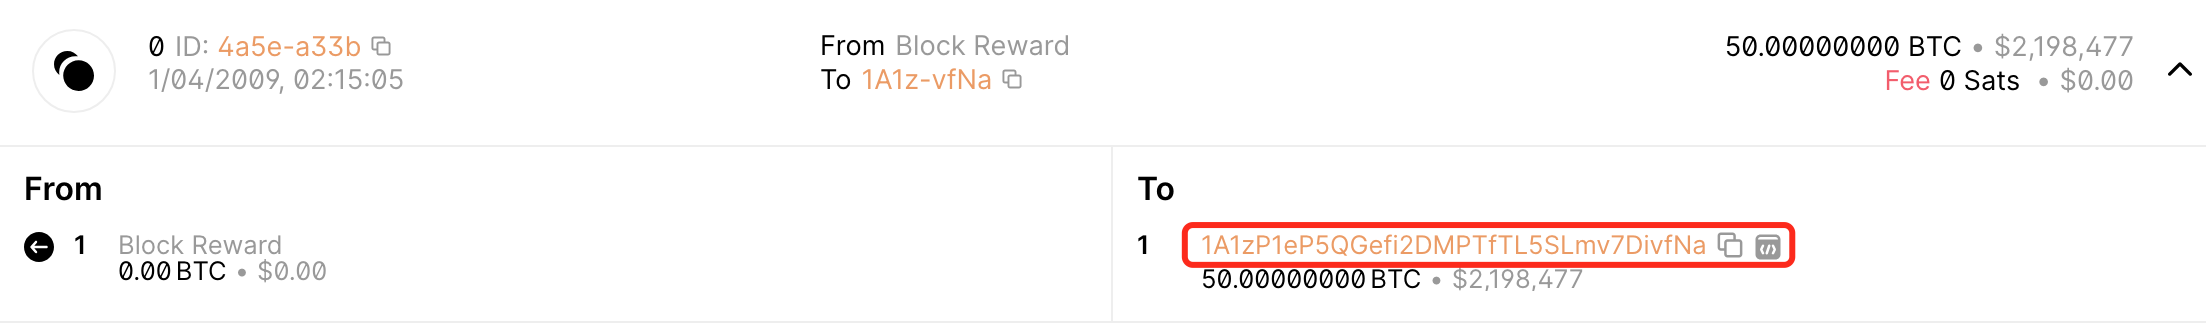 0 ID: 4a5e-a33b
1/04/2009, 02:15:05
From Block Reward
To 1A1z-vfNa
50.00000000 BTC • $2,198,477
Fee 0 Sats • $0.00
From
1 Block Reward
0.00 BTC • $0.00
To
1 1A1zP1eP5QGefi2DMPTfTL5SLmv7DivfNa
50.00000000 BTC • $2,198,477